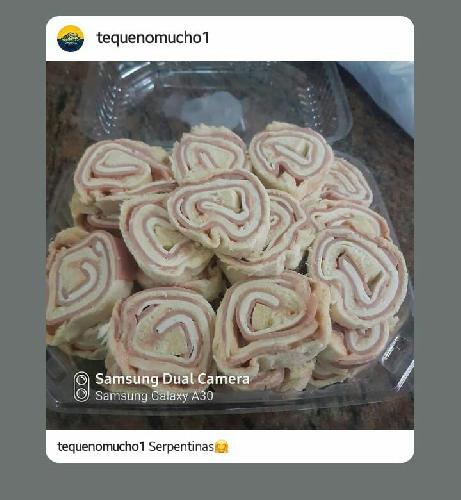 tequenomucho1
Samsung Dual Camera
Samsung Galaxy A30
tequenomucho1 Serpentinas🤗